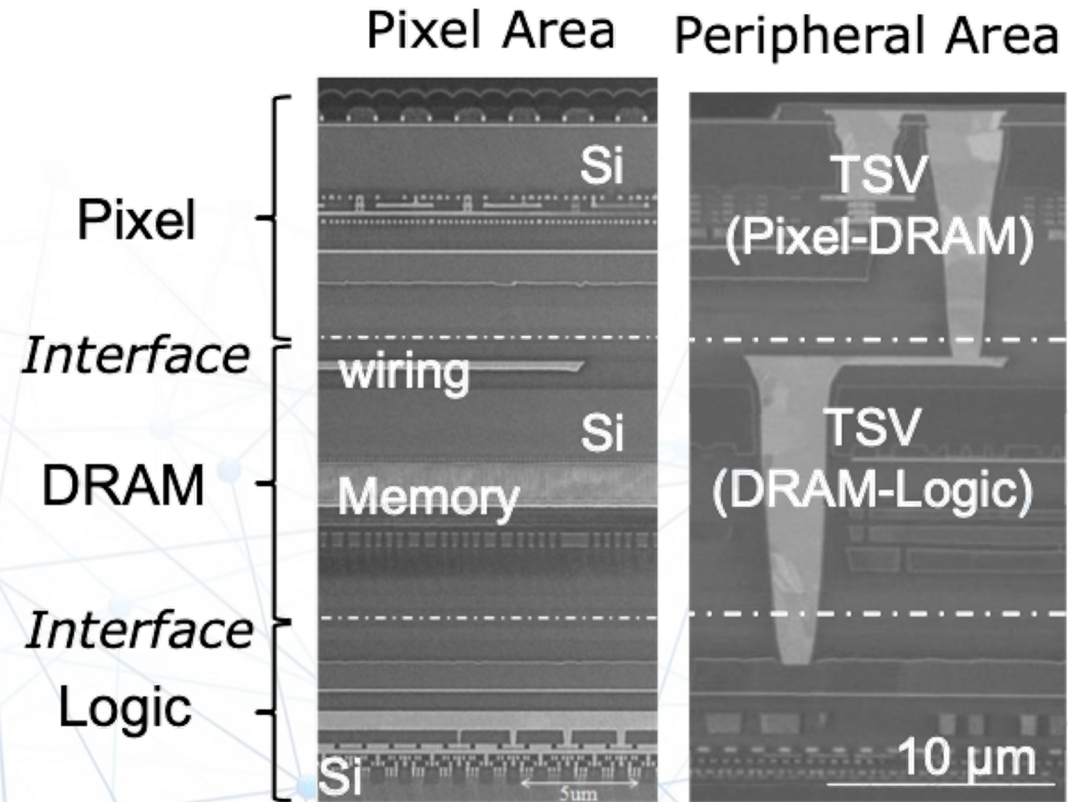 Pixel Area
Peripheral Area
Pixel
Interface
DRAM
Interface
Logic
Si
wiring
Si
Memory
Si
5um
TSV
(Pixel-DRAM)
TSV
(DRAM-Logic)
10 μm